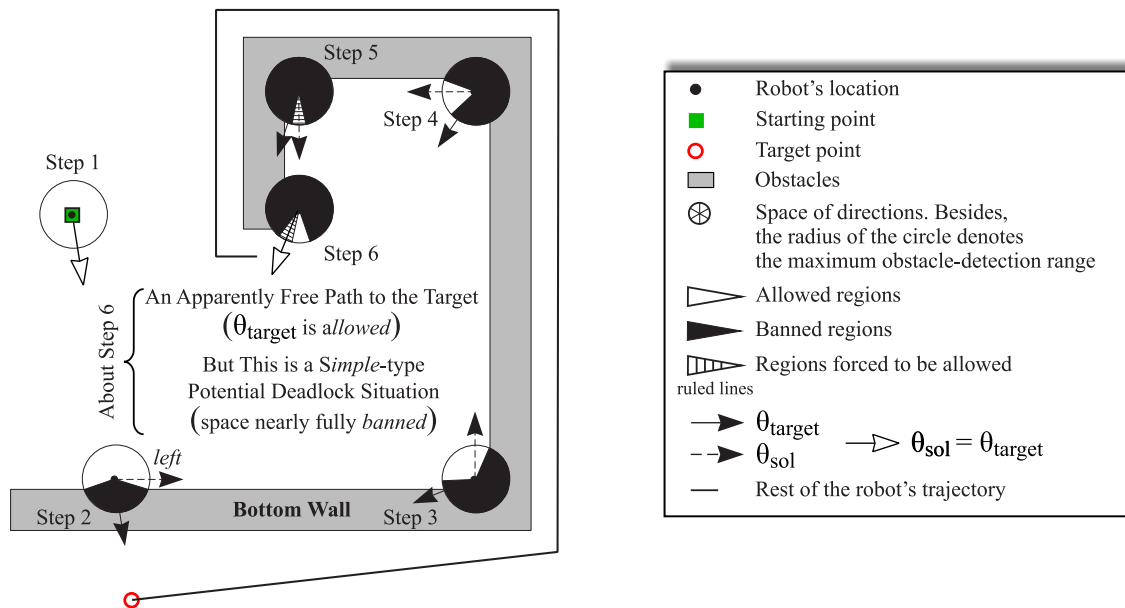 Step 5
Step 4
Step 1
Step 6
About Step 6
An Apparently Free Path to the Target
(θtarget is allowed)
But This is a Simple-type
Potential Deadlock Situation
(space nearly fully banned)
left
Step 2
Bottom Wall
Step 3
Robot's location
Starting point
Target point
Obstacles
Space of directions. Besides,
the radius of the circle denotes
the maximum obstacle-detection range
Allowed regions
Banned regions
Regions forced to be allowed
ruled lines
θtarget
θsol
θsol = θtarget
Rest of the robot's trajectory